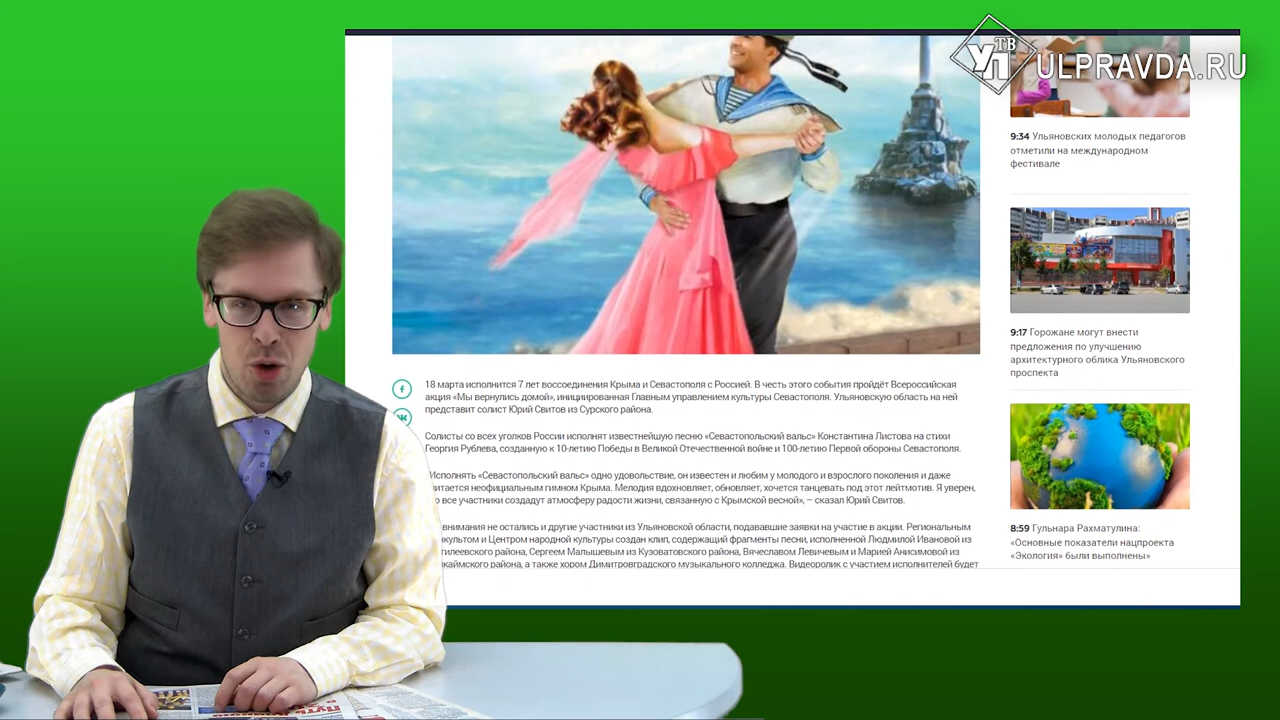 УП ТВ
ULPRAVDA.RU
9:34 Ульяновских молодых педагогов
отметили на международном
фестивале
9:17 Горожане могут внести
предложения по улучшению
архитектурного облика Ульяновского
проспекта
8:59 Гульнара Рахматулина:
«Основные показатели нацпроекта
«Экология» были выполнены»
18 марта исполнится 7 лет воссоединения Крыма и Севастополя с Россией. В честь этого события пройдёт Всероссийская
акция «Мы вернулись домой», инициированная Главным управлением культуры Севастополя. Ульяновскую область на ней
представит солист Юрий Свитов из Сурского района.
Солисты со всех уголков России исполнят известнейшую песню «Севастопольский вальс» Константина Листова на стихи
Георгия Рублева, созданную к 10-летию Победы в Великой Отечественной войне и 100-летию Первой обороны Севастополя.
Исполнять «Севастопольский вальс» одно удовольствие, он известен и любим у молодого и взрослого поколения и даже
итается неофициальным гимном Крыма. Мелодия вдохновляет, обновляет, хочется танцевать под этот лейтмотив. Я уверен,
о все участники создадут атмосферу радости жизни, связанную с Крымской весной», – сказал Юрий Свитов.
внимания не остались и другие участники из Ульяновской области, подававшие заявки на участие в акции. Региональным
нкультом и Центром народной культуры создан клип, содержащий фрагменты песни, исполненной Людмилой Ивановой из
тилеевского района, Сергеем Малышевым из Кузоватовского района, Вячеславом Левичевым и Марией Анисимовой из
йкаймского района, а также хором Димитровградского музыкального колледжа. Видеоролик с участием исполнителей будет